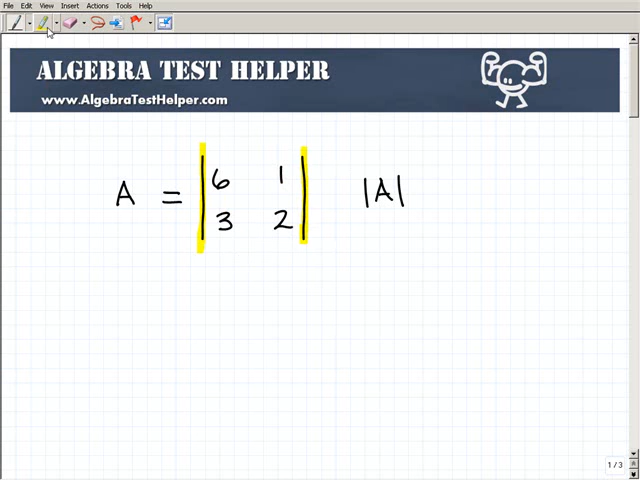 File Edit View Insert Actions Tools Help
ALGEBRA TEST HELPER
www.AlgebraTestHelper.com
A = | 6 1 | |A|
| 3 2 |
1 / 3